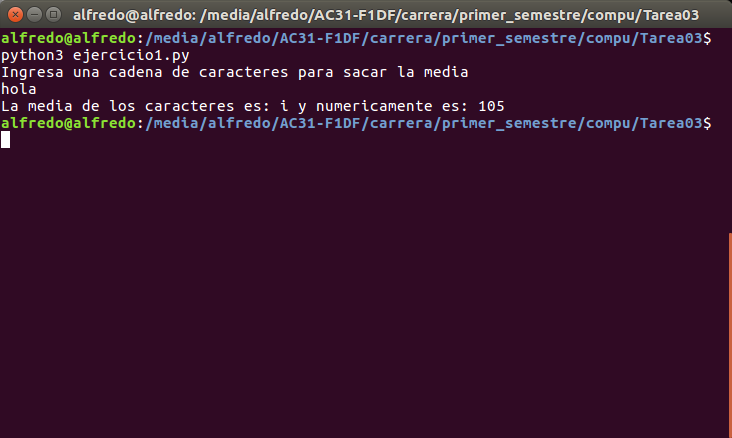 alfredo@alfredo: /media/alfredo/AC31-F1DF/carrera/primer_semestre/compu/Tarea03
alfredo@alfredo:/media/alfredo/AC31-F1DF/carrera/primer_semestre/compu/Tarea03$
python3 ejercicio1.py
Ingresa una cadena de caracteres para sacar la media
hola
La media de los caracteres es: i y numericamente es: 105
alfredo@alfredo:/media/alfredo/AC31-F1DF/carrera/primer_semestre/compu/Tarea03$